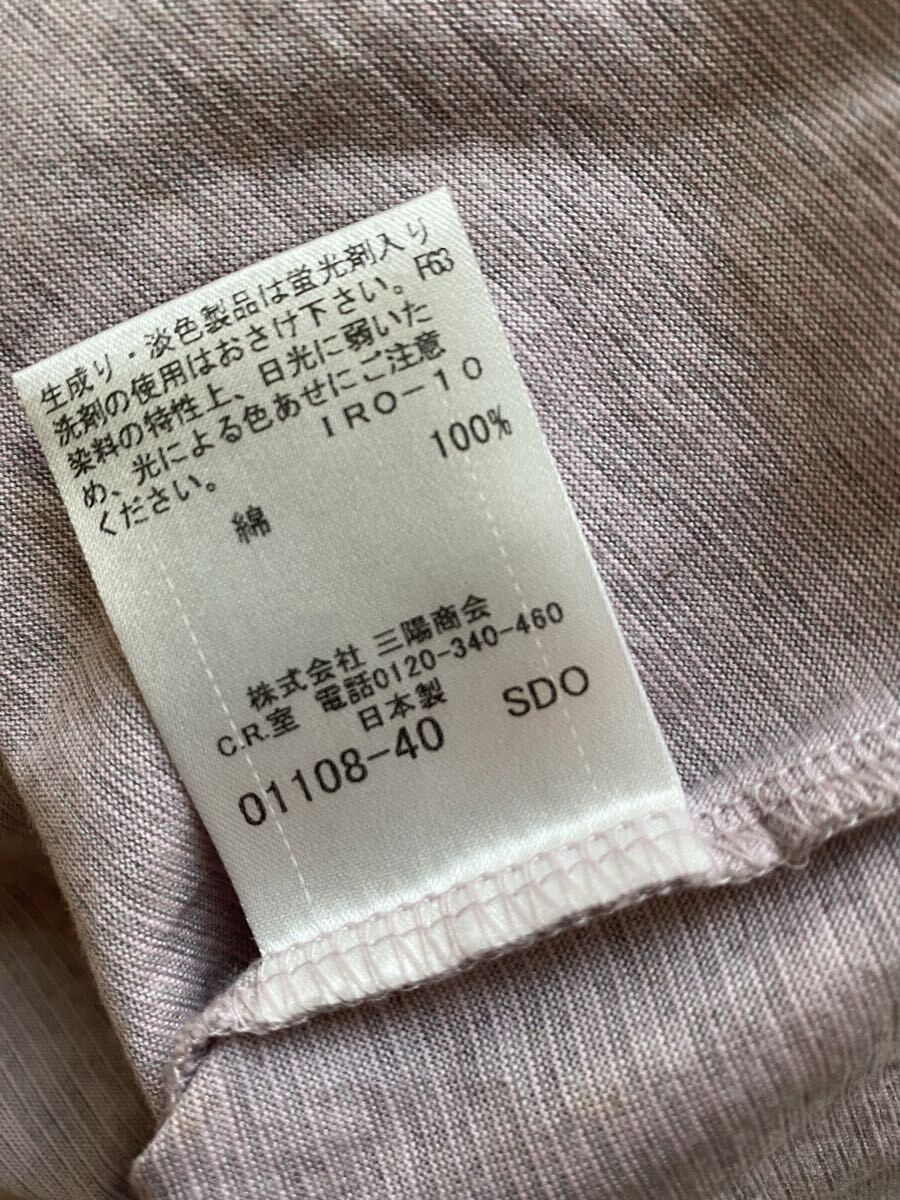 生成り・淡色製品は蛍光剤入り
洗剤の使用はおさけ下さい。F63
染料の特性上、日光に弱いた
め、光による色あせにご注意
ください。 IRO-10
綿 100%
株式会社 三陽商会
C.R.室 電話0120-340-460
日本製
01108-40 SDO